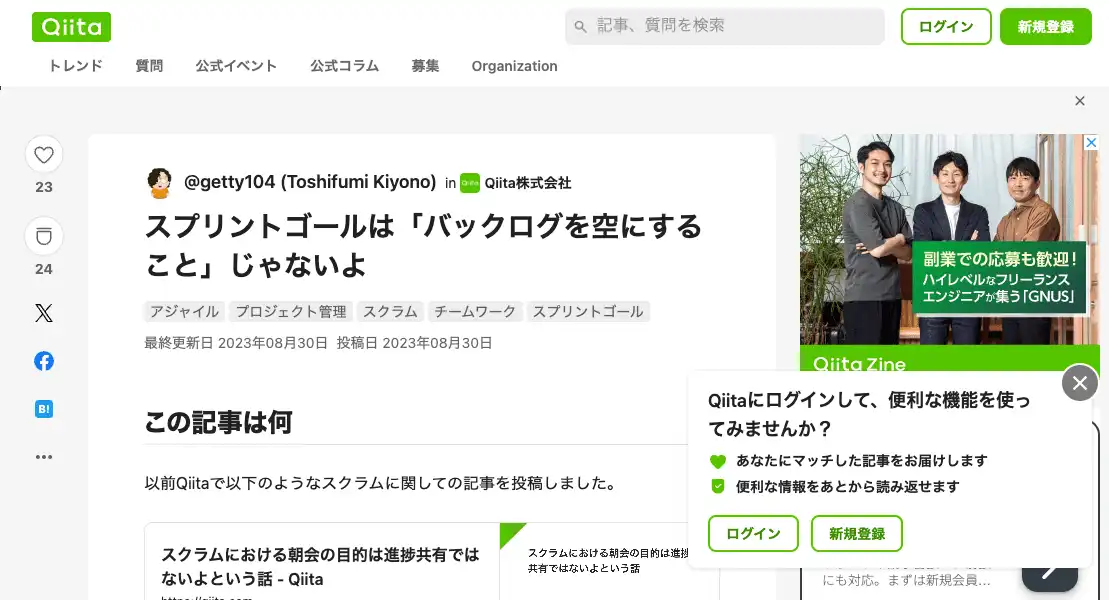 Qiita
記事、質問を検索
ログイン
新規登録
トレンド
質問
公式イベント
公式コラム
募集
Organization
23
24
B!
@getty104 (Toshifumi Kiyono) in Qiita Qiita株式会社
スプリントゴールは「バックログを空にする
こと」じゃないよ
アジャイル
プロジェクト管理
スクラム
チームワーク
スプリントゴール
最終更新日 2023年08月30日 投稿日 2023年08月30日
この記事は何
以前Qiitaで以下のようなスクラムに関しての記事を投稿しました。
スクラムにおける朝会の目的は進捗共有では
ないよという話 - Qiita
https://qiita.com
スクラムにおける朝会の目的は進捗
共有ではないよという話
副業での応募も歓迎!
ハイレベルなフリーランス
エンジニアが集う「GNUS」
Qiita Zine
Qiitaにログインして、便利な機能を使っ
てみませんか？
あなたにマッチした記事をお届けします
便利な情報をあとから読み返せます
ログイン
新規登録
にも対応。まずは新規会員...